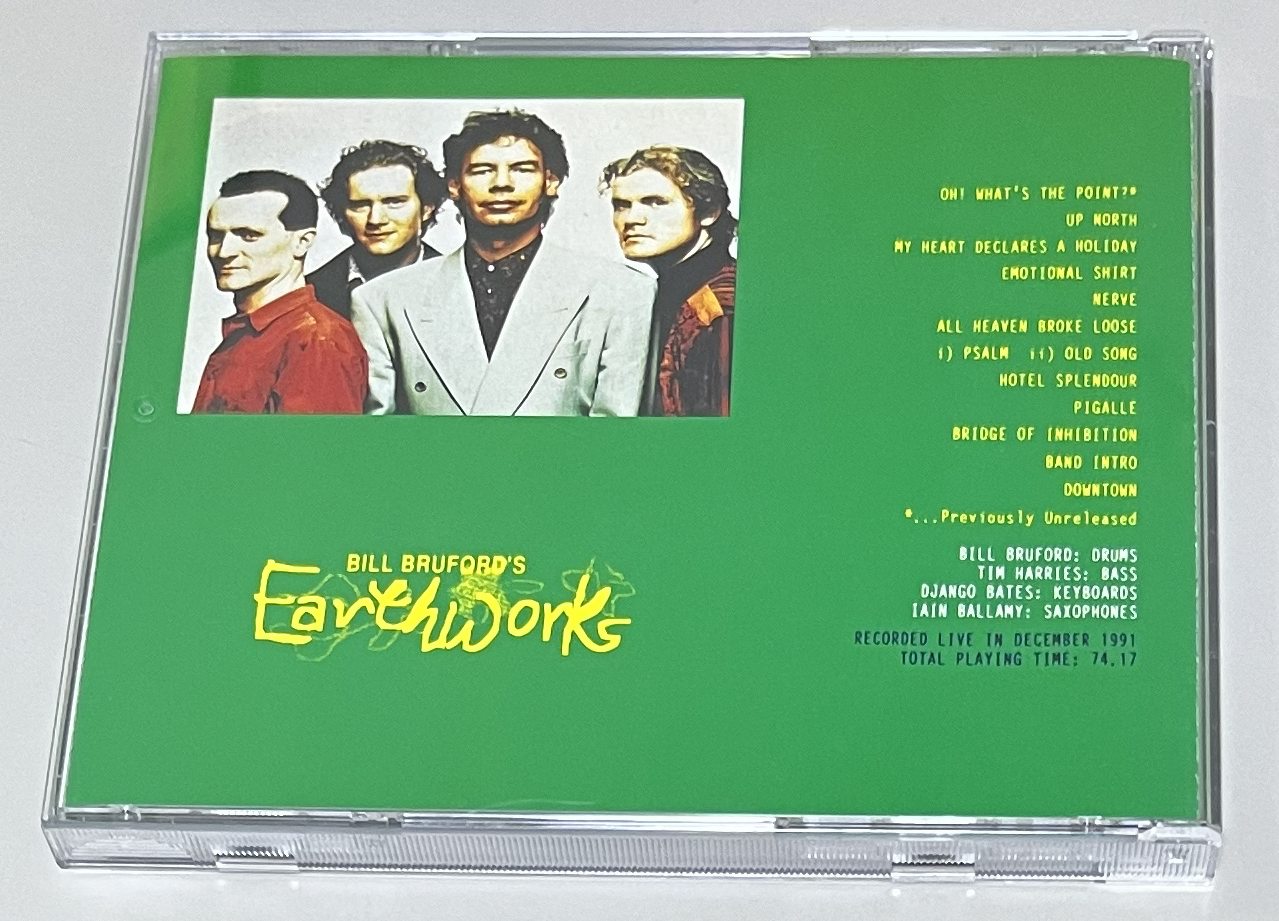 OH! WHAT'S THE POINT?*
UP NORTH
MY HEART DECLARES A HOLIDAY
EMOTIONAL SHIRT
NERVE
ALL HEAVEN BROKE LOOSE
i) PSALM ii) OLD SONG
HOTEL SPLENDOUR
PIGALLE
BRIDGE OF INHIBITION
BAND INTRO
DOWNTOWN
*...Previously Unreleased
BILL BRUFORD: DRUMS
TIM HARRIES: BASS
DJANGO BATES: KEYBOARDS
IAIN BALLAMY: SAXOPHONES
RECORDED LIVE IN DECEMBER 1991
TOTAL PLAYING TIME: 74.17
BILL BRUFORD'S
Earthworks